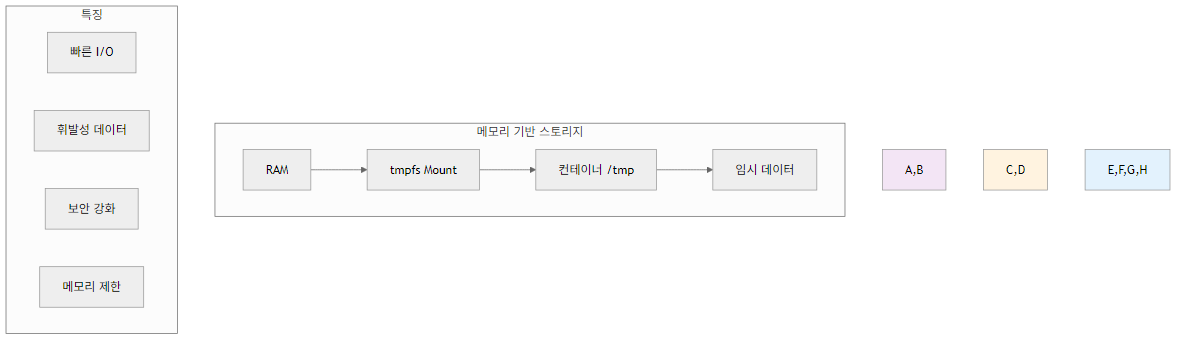 특징
빠른 I/O
휘발성 데이터
보안 강화
메모리 제한
메모리 기반 스토리지
RAM
tmpfs Mount
컨테이너 /tmp
임시 데이터
A,B
C,D
E,F,G,H